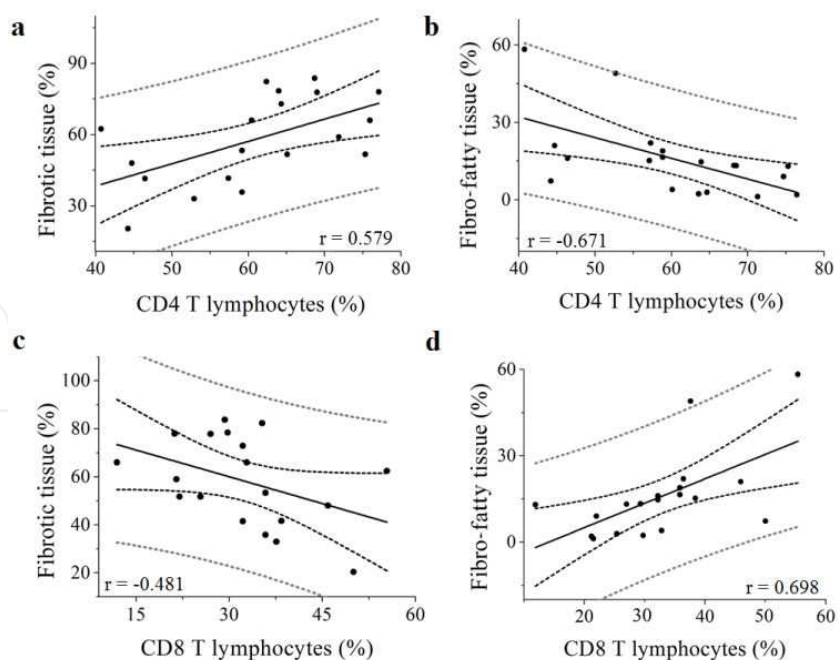 a
Fibrotic tissue (%)
90
60
30
40 50 60 70 80
r = 0.579
CD4 T lymphocytes (%)
b
Fibro-fatty tissue (%)
60
30
0
40 50 60 70 80
r = -0.671
CD4 T lymphocytes (%)
c
Fibrotic tissue (%)
100
80
60
40
20
15 30 45 60
r = -0.481
CD8 T lymphocytes (%)
d
Fibro-fatty tissue (%)
60
30
0
20 30 40 50 60
r = 0.698
CD8 T lymphocytes (%)